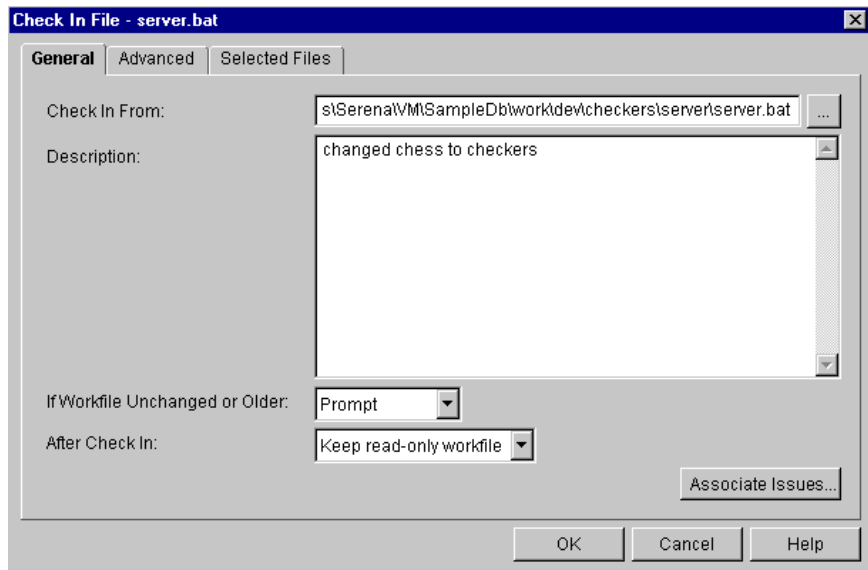 Check In File - server.bat
General Advanced Selected Files
Check In From: s\Serena\VM\SampleDb\work\dev\checkers\server\server.bat ...
Description: changed chess to checkers
If Workfile Unchanged or Older: Prompt
After Check In: Keep read-only workfile
Associate Issues...
OK Cancel Help